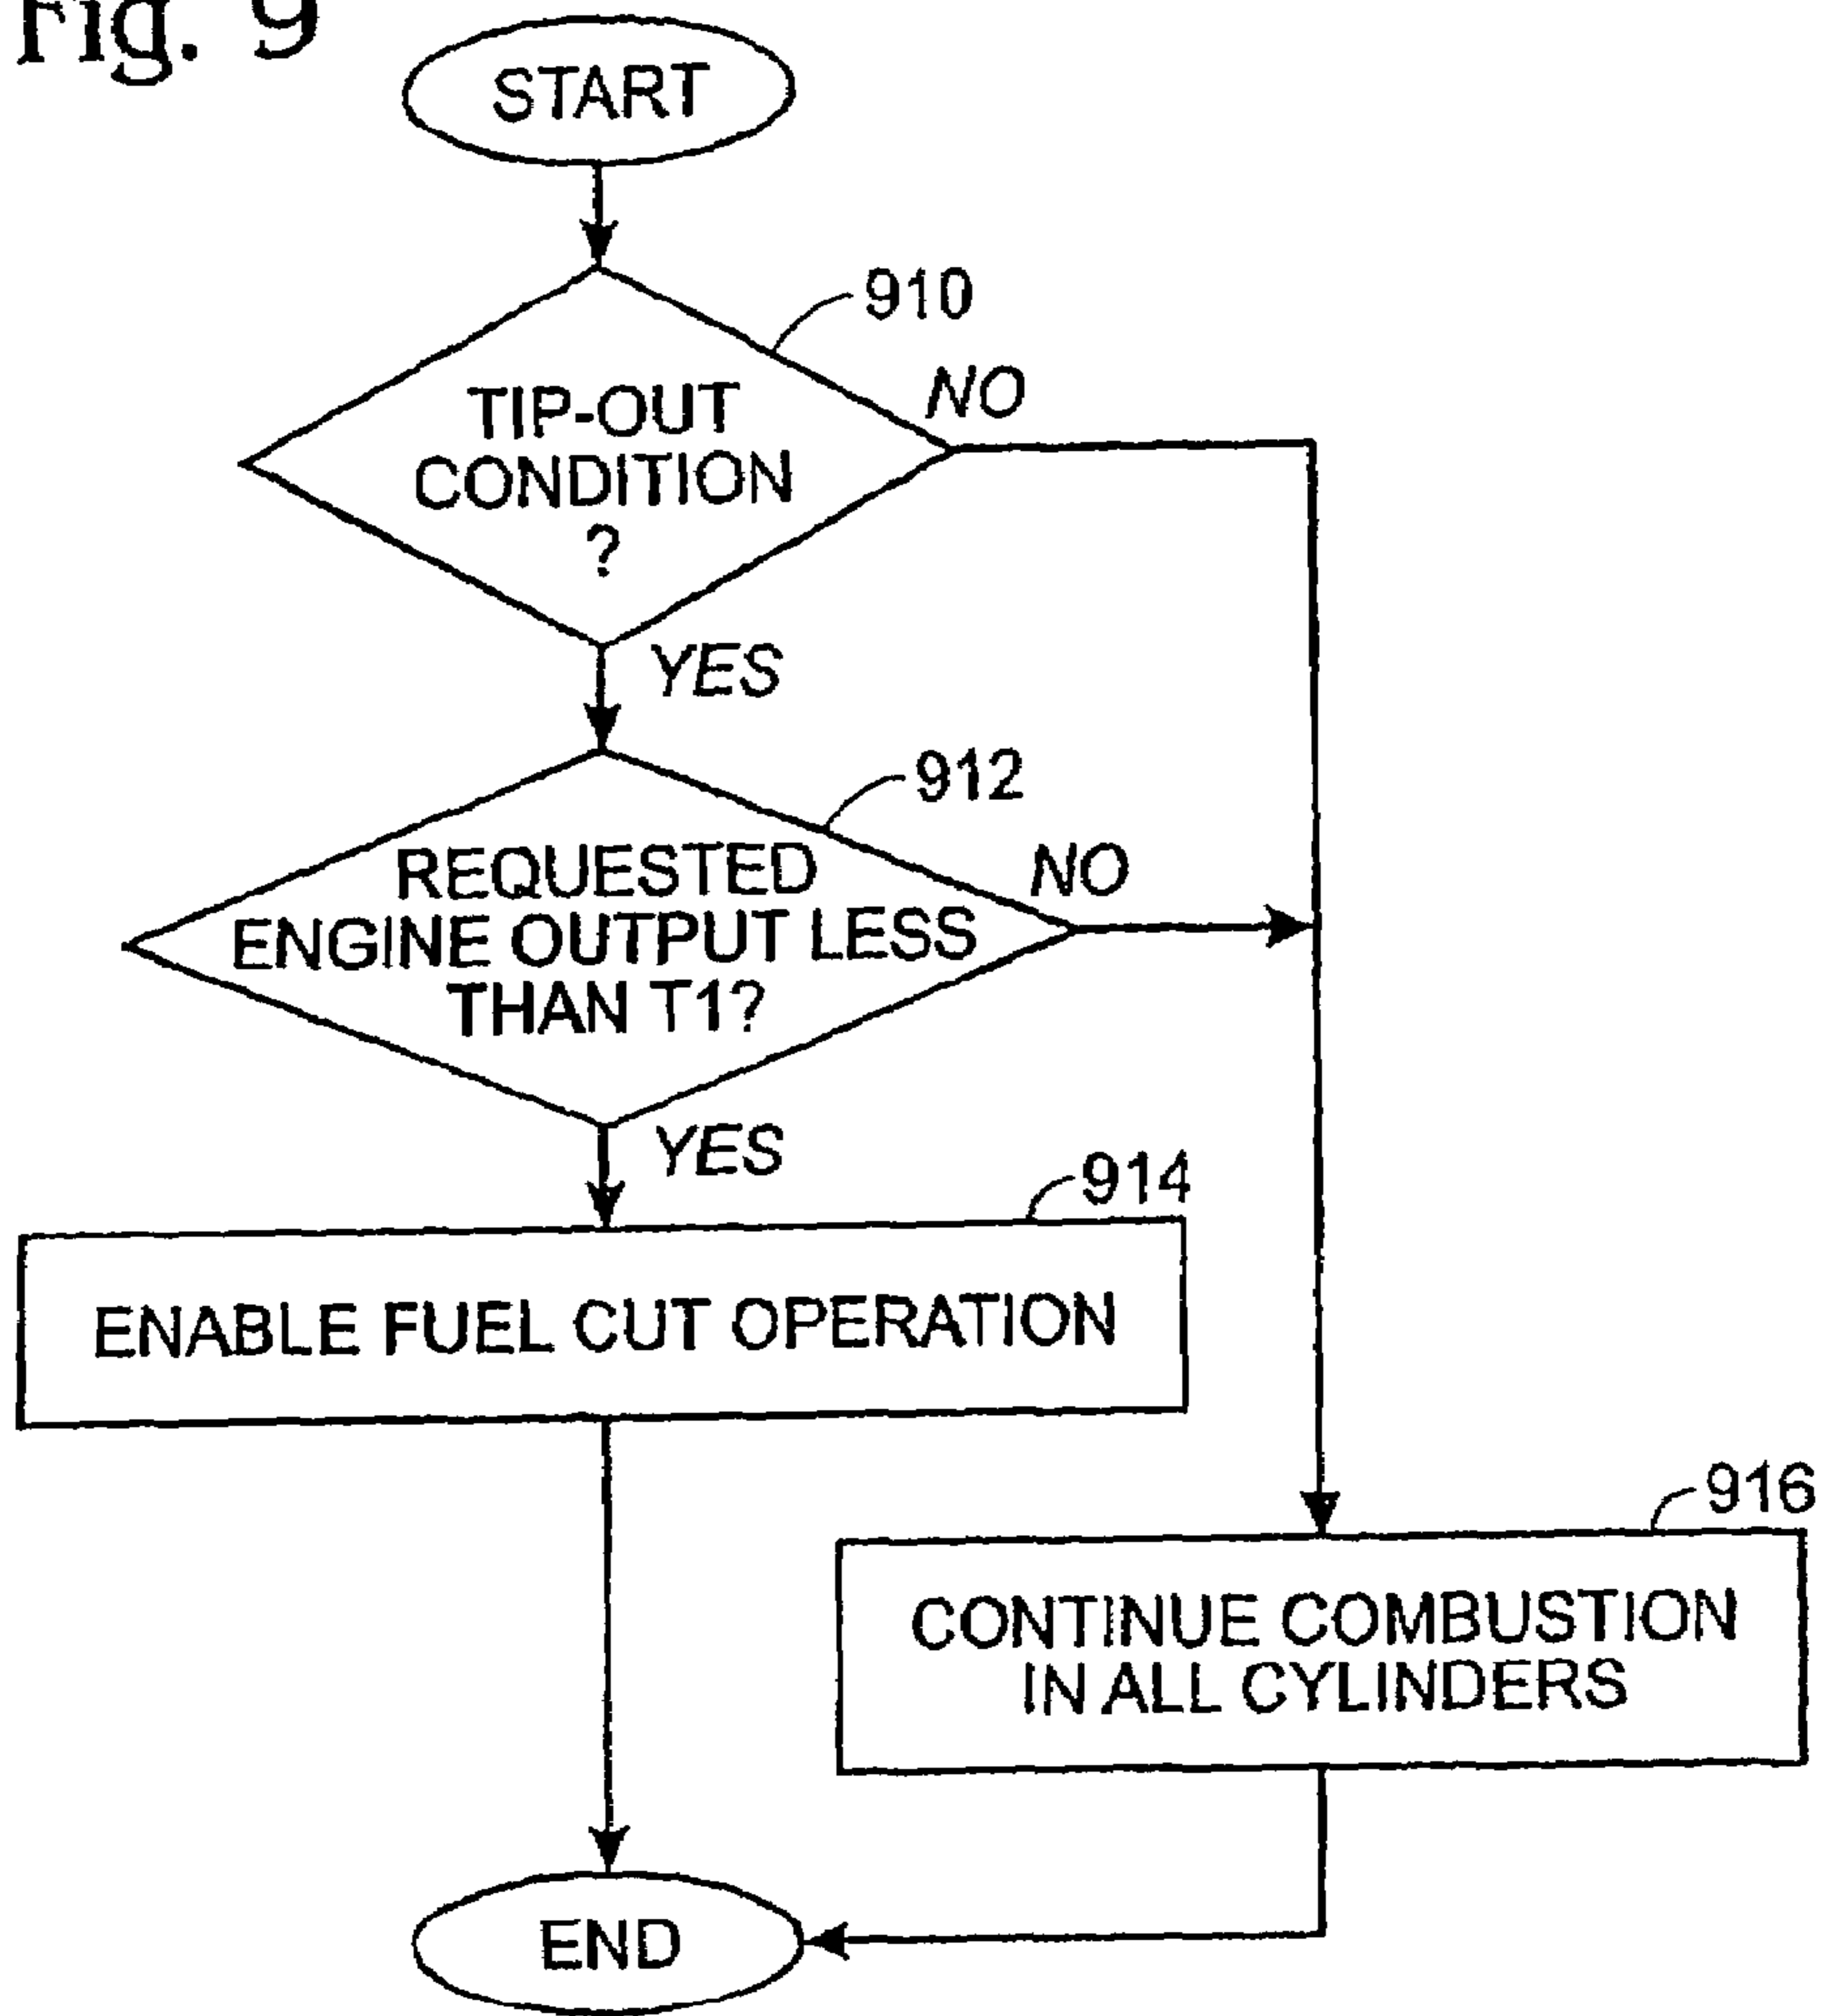 Fig. 9
START
910
TIP-OUT
CONDITION
?
NO
YES
912
REQUESTED
ENGINE OUTPUT LESS
THAN T1?
NO
YES
914
ENABLE FUEL CUT OPERATION
916
CONTINUE COMBUSTION
IN ALL CYLINDERS
END